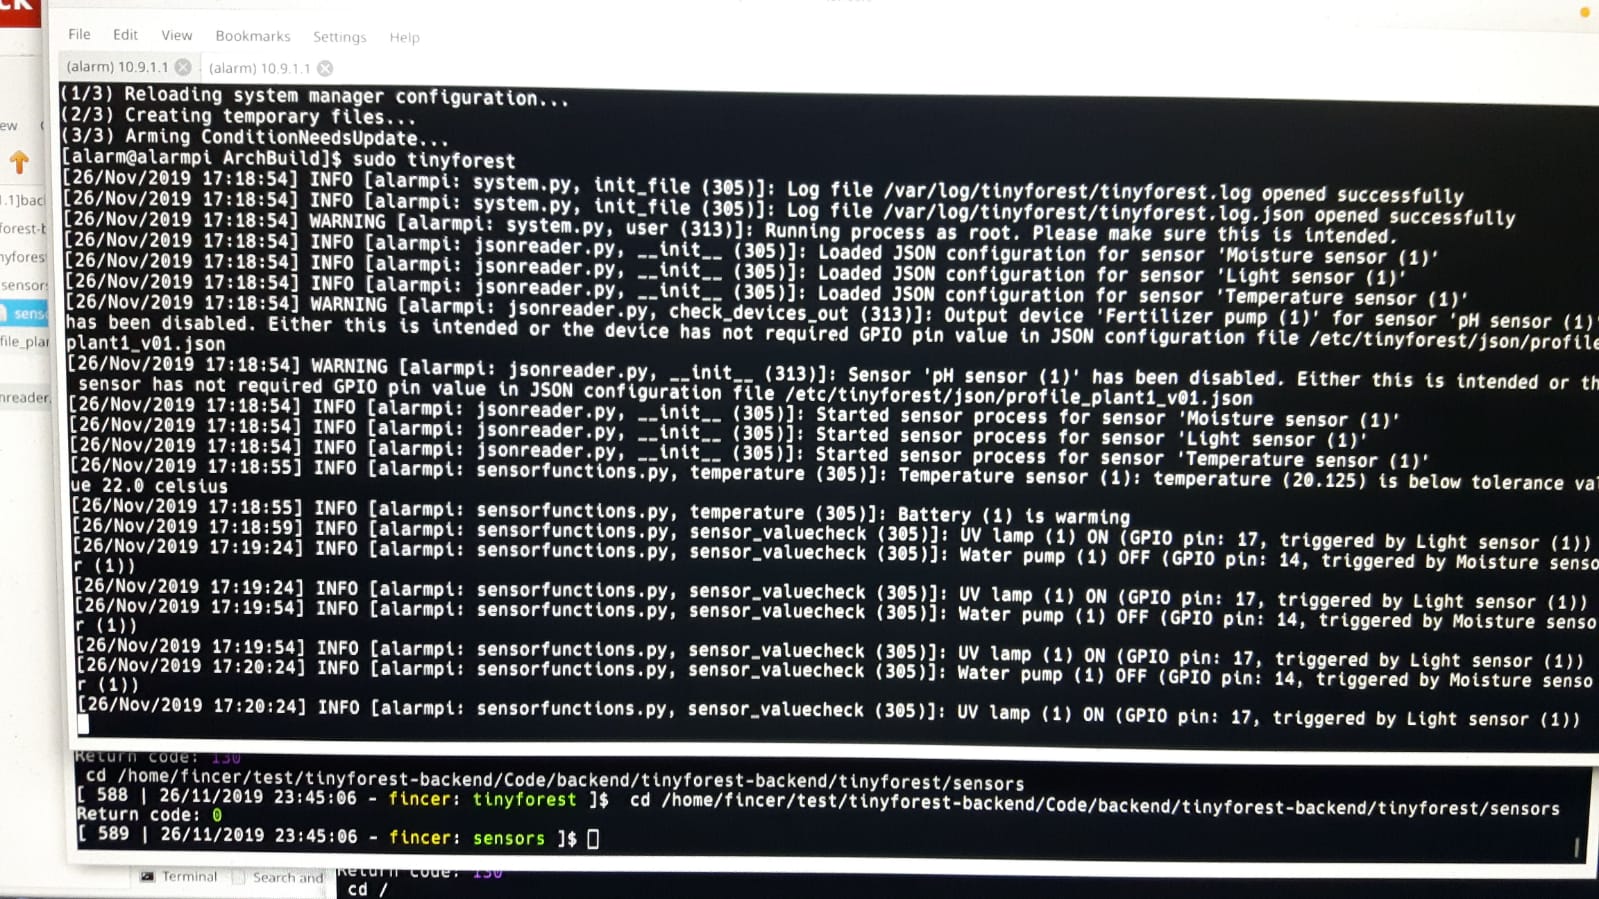 CK
File Edit View Bookmarks Settings Help
(alarm) 10.9.1.1 (alarm) 10.9.1.1
(1/3) Reloading system manager configuration...
(2/3) Creating temporary files...
(3/3) Arming ConditionNeedsUpdate...
[alarm@alarmpi ArchBuild]$ sudo tinyforest
[26/Nov/2019 17:18:54] INFO [alarmpi: system.py, init_file (305)]: Log file /var/log/tinyforest/tinyforest.log opened successfully
[26/Nov/2019 17:18:54] INFO [alarmpi: system.py, init_file (305)]: Log file /var/log/tinyforest/tinyforest.log.json opened successfully
[26/Nov/2019 17:18:54] WARNING [alarmpi: system.py, user (313)]: Running process as root. Please make sure this is intended.
[26/Nov/2019 17:18:54] INFO [alarmpi: jsonreader.py, __init__ (305)]: Loaded JSON configuration for sensor 'Moisture sensor (1)'
[26/Nov/2019 17:18:54] INFO [alarmpi: jsonreader.py, __init__ (305)]: Loaded JSON configuration for sensor 'Light sensor (1)'
[26/Nov/2019 17:18:54] INFO [alarmpi: jsonreader.py, __init__ (305)]: Loaded JSON configuration for sensor 'Temperature sensor (1)'
[26/Nov/2019 17:18:54] WARNING [alarmpi: jsonreader.py, check_devices_out (313)]: Output device 'Fertilizer pump (1)' for sensor 'pH sensor (1)'
has been disabled. Either this is intended or the device has not required GPIO pin value in JSON configuration file /etc/tinyforest/json/profile
plant1_v01.json
[26/Nov/2019 17:18:54] WARNING [alarmpi: jsonreader.py, __init__ (313)]: Sensor 'pH sensor (1)' has been disabled. Either this is intended or th
sensor has not required GPIO pin value in JSON configuration file /etc/tinyforest/json/profile_plant1_v01.json
[26/Nov/2019 17:18:54] INFO [alarmpi: jsonreader.py, __init__ (305)]: Started sensor process for sensor 'Moisture sensor (1)'
[26/Nov/2019 17:18:54] INFO [alarmpi: jsonreader.py, __init__ (305)]: Started sensor process for sensor 'Light sensor (1)'
[26/Nov/2019 17:18:54] INFO [alarmpi: jsonreader.py, __init__ (305)]: Started sensor process for sensor 'Temperature sensor (1)'
[26/Nov/2019 17:18:55] INFO [alarmpi: sensorfunctions.py, temperature (305)]: Temperature sensor (1): temperature (20.125) is below tolerance val
ue 22.0 celsius
[26/Nov/2019 17:18:55] INFO [alarmpi: sensorfunctions.py, temperature (305)]: Battery (1) is warming
[26/Nov/2019 17:18:59] INFO [alarmpi: sensorfunctions.py, sensor_valuecheck (305)]: UV lamp (1) ON (GPIO pin: 17, triggered by Light sensor (1))
[26/Nov/2019 17:19:24] INFO [alarmpi: sensorfunctions.py, sensor_valuecheck (305)]: Water pump (1) OFF (GPIO pin: 14, triggered by Moisture senso
r (1))
[26/Nov/2019 17:19:24] INFO [alarmpi: sensorfunctions.py, sensor_valuecheck (305)]: UV lamp (1) ON (GPIO pin: 17, triggered by Light sensor (1))
[26/Nov/2019 17:19:54] INFO [alarmpi: sensorfunctions.py, sensor_valuecheck (305)]: Water pump (1) OFF (GPIO pin: 14, triggered by Moisture senso
r (1))
[26/Nov/2019 17:19:54] INFO [alarmpi: sensorfunctions.py, sensor_valuecheck (305)]: UV lamp (1) ON (GPIO pin: 17, triggered by Light sensor (1))
[26/Nov/2019 17:20:24] INFO [alarmpi: sensorfunctions.py, sensor_valuecheck (305)]: Water pump (1) OFF (GPIO pin: 14, triggered by Moisture senso
r (1))
[26/Nov/2019 17:20:24] INFO [alarmpi: sensorfunctions.py, sensor_valuecheck (305)]: UV lamp (1) ON (GPIO pin: 17, triggered by Light sensor (1))
Return code: 130
cd /home/fincer/test/tinyforest-backend/Code/backend/tinyforest-backend/tinyforest/sensors
[ 588 | 26/11/2019 23:45:06 - fincer: tinyforest ]$ cd /home/fincer/test/tinyforest-backend/Code/backend/tinyforest-backend/tinyforest/sensors
Return code: 0
[ 589 | 26/11/2019 23:45:06 - fincer: sensors ]$
Terminal Search and
Return code: 130
cd /